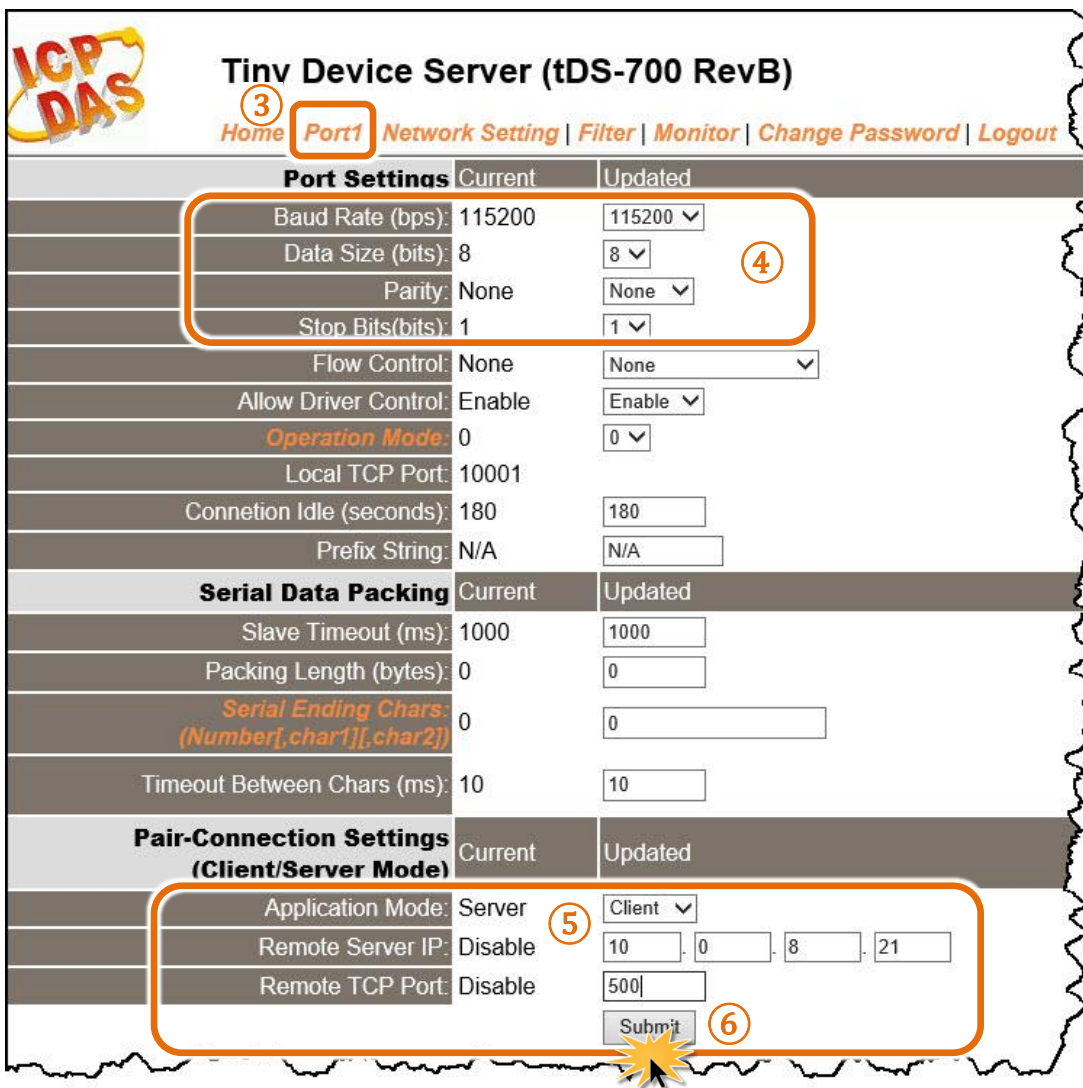 ICP
DAS
Tiny Device Server (tDS-700 RevB)
③
Home | Port1 | Network Setting | Filter | Monitor | Change Password | Logout
Port Settings Current Updated
Baud Rate (bps): 115200 115200
Data Size (bits): 8 8
④
Parity: None None
Stop Bits(bits): 1 1
Flow Control: None None
Allow Driver Control: Enable Enable
Operation Mode: 0 0
Local TCP Port: 10001
Connetion Idle (seconds): 180 180
Prefix String: N/A N/A
Serial Data Packing Current Updated
Slave Timeout (ms): 1000 1000
Packing Length (bytes): 0 0
Serial Ending Chars:
(Number[,char1][,char2]) 0 0
Timeout Between Chars (ms): 10 10
Pair-Connection Settings
(Client/Server Mode) Current Updated
Application Mode: Server Client
⑤
Remote Server IP: Disable 10 . 0 . 8 . 21
Remote TCP Port: Disable 500
Submit ⑥